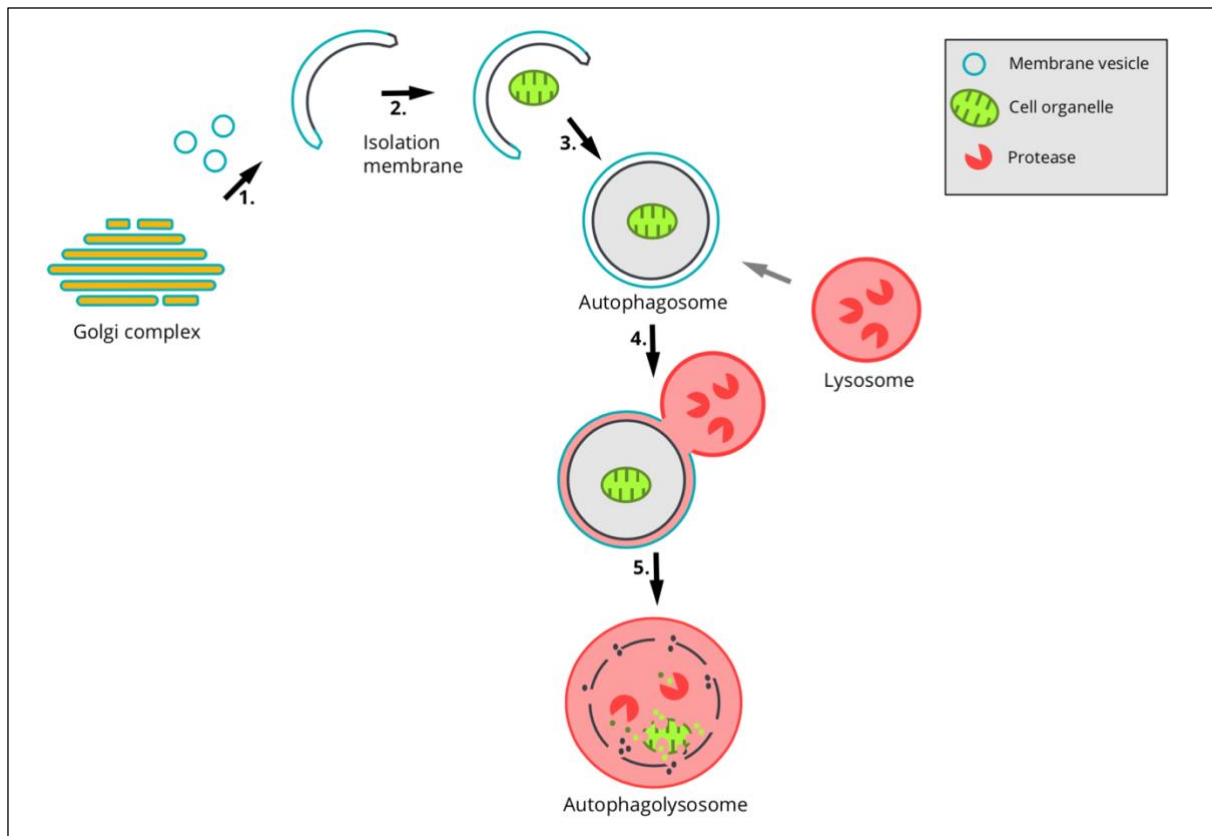 Membrane vesicle
Cell organelle
Protease
1.
2.
Isolation
membrane
3.
Golgi complex
Autophagosome
Lysosome
4.
5.
Autophagolysosome